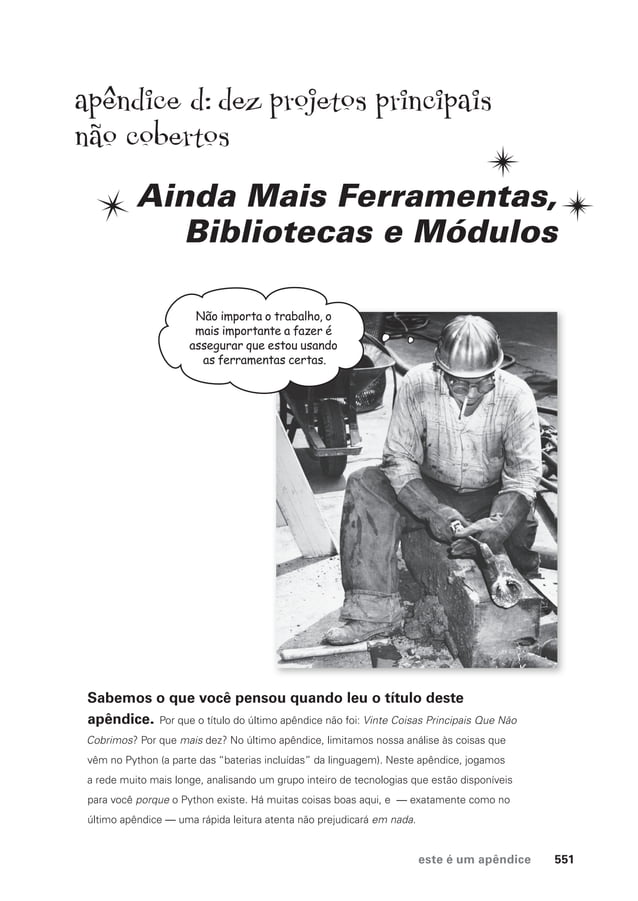 apêndice d: dez projetos principais
não cobertos
Ainda Mais Ferramentas,
Bibliotecas e Módulos
Não importa o trabalho, o
mais importante a fazer é
assegurar que estou usando
as ferramentas certas.
Sabemos o que você pensou quando leu o título deste
apêndice. Por que o título do último apêndice não foi: Vinte Coisas Principais Que Não
Cobrimos? Por que mais dez? No último apêndice, limitamos nossa análise às coisas que
vêm no Python (a parte das “baterias incluídas” da linguagem). Neste apêndice, jogamos
a rede muito mais longe, analisando um grupo inteiro de tecnologias que estão disponíveis
para você porque o Python existe. Há muitas coisas boas aqui, e — exatamente como no
último apêndice — uma rápida leitura atenta não prejudicará em nada.
este é um apêndice 551